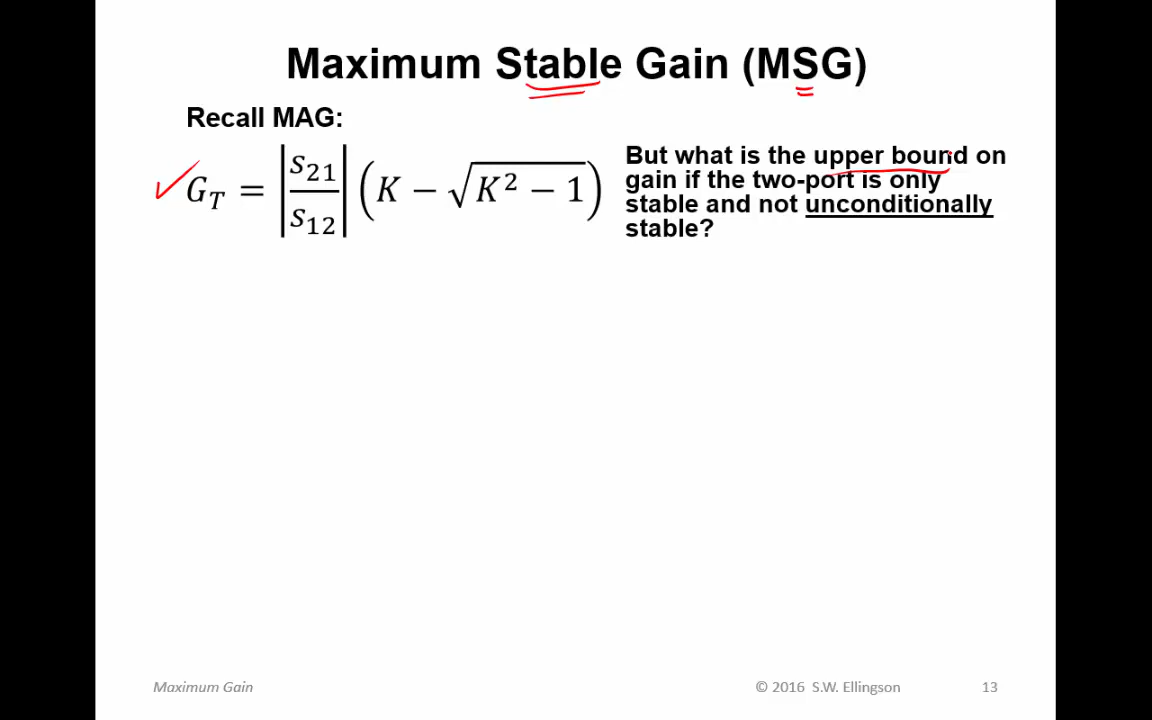 Maximum Stable Gain (MSG)
Recall MAG:
G_T = |s_21 / s_12| (K − √(K² − 1))
But what is the upper bound on
gain if the two-port is only
stable and not unconditionally
stable?
Maximum Gain
© 2016 S.W. Ellingson
13